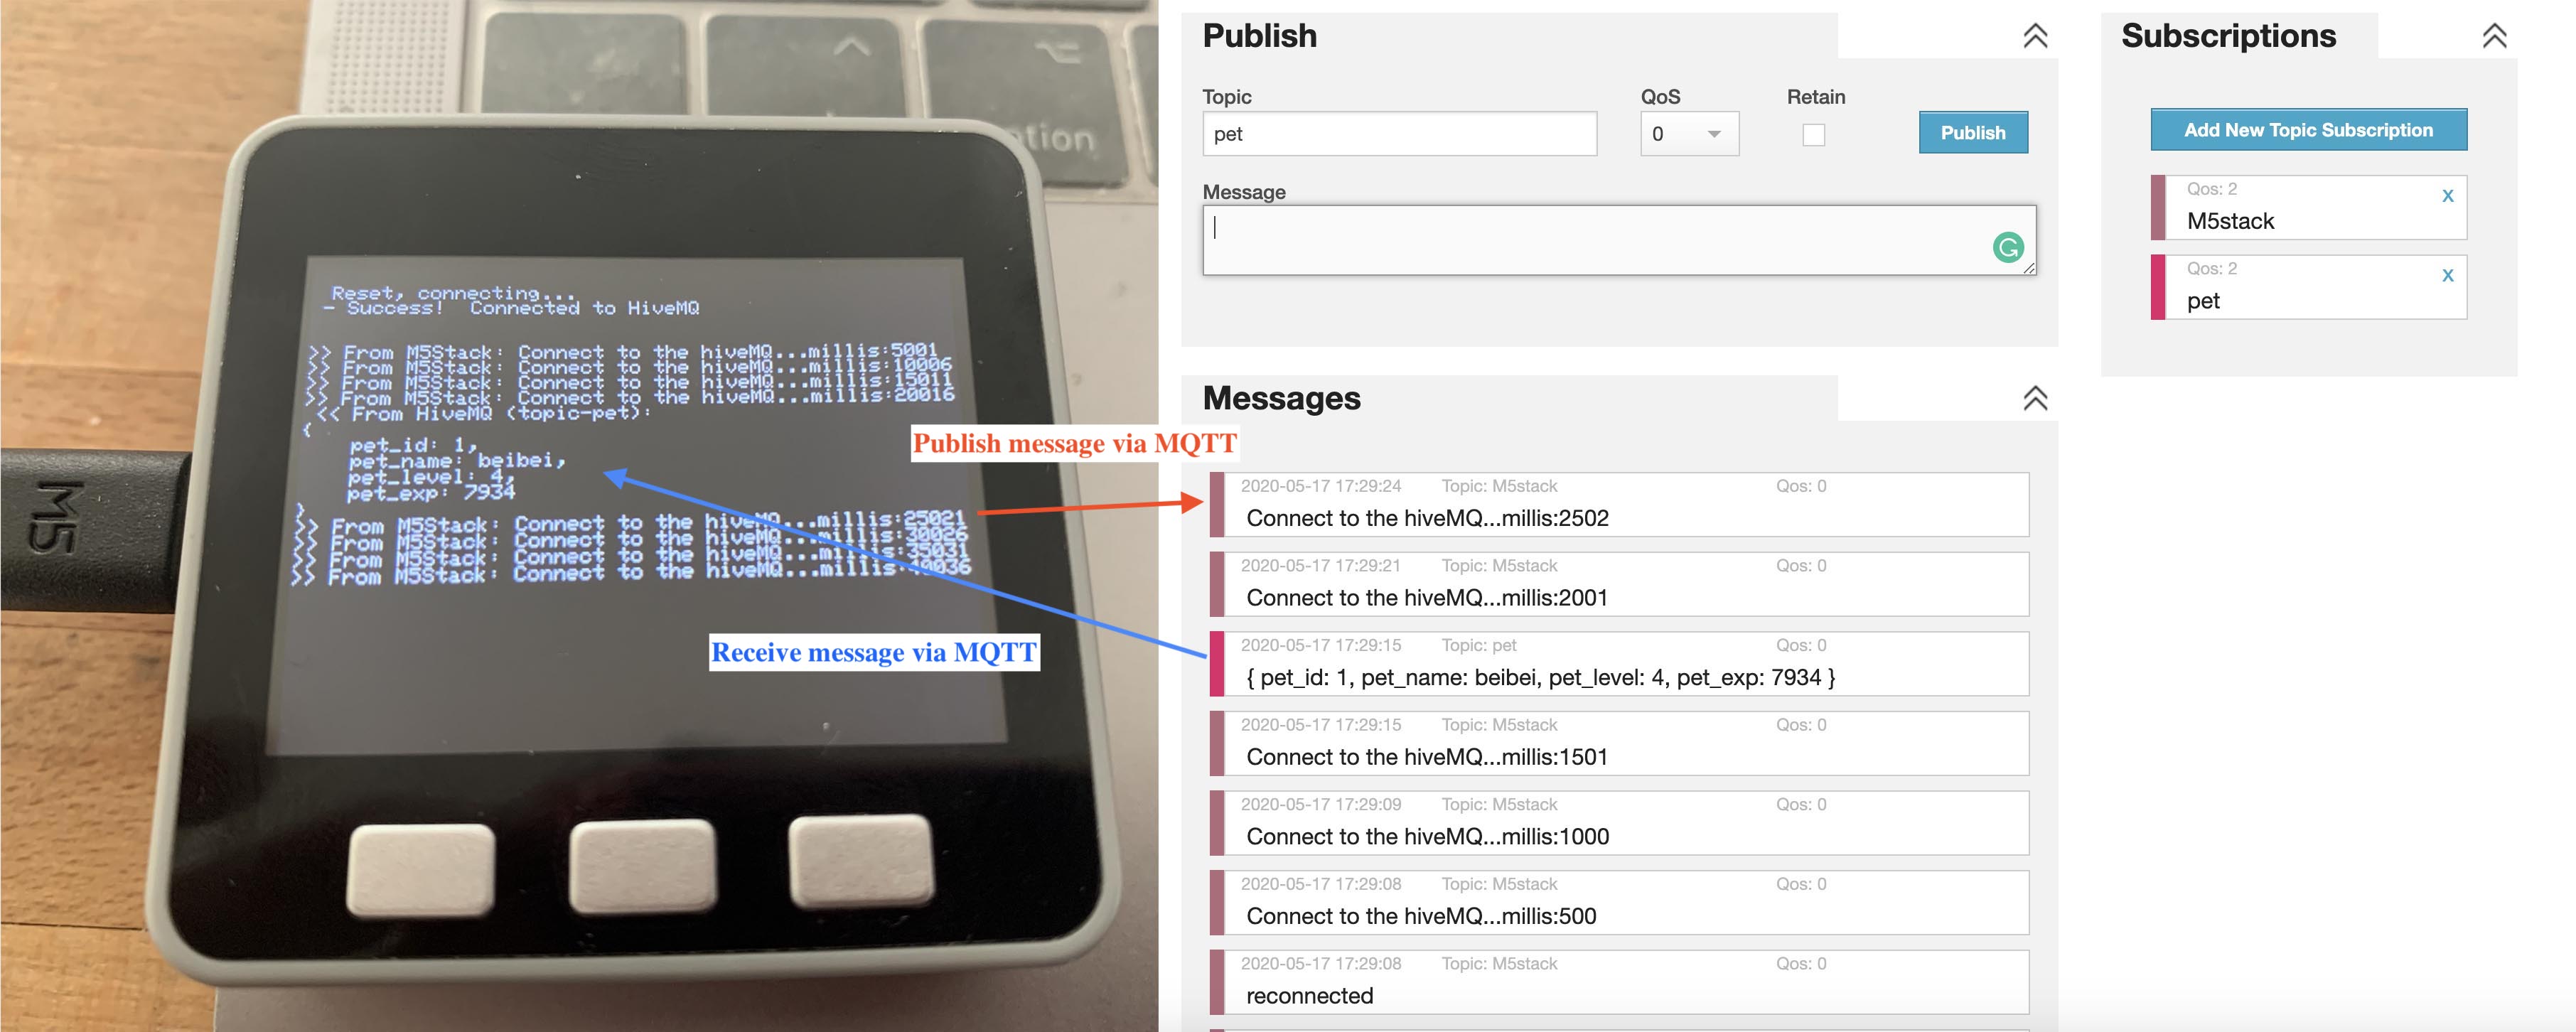 tion
M5
Reset, connecting...
- Success! Connected to HiveMQ
>> From M5Stack: Connect to the hiveMQ...millis:5001
>> From M5Stack: Connect to the hiveMQ...millis:10006
>> From M5Stack: Connect to the hiveMQ...millis:15011
>> From M5Stack: Connect to the hiveMQ...millis:20016
<< From HiveMQ (topic-pet):
{
pet_id: 1,
pet_name: beibei,
pet_level: 4,
pet_exp: 7934
}
>> From M5Stack: Connect to the hiveMQ...millis:25021
>> From M5Stack: Connect to the hiveMQ...millis:30026
>> From M5Stack: Connect to the hiveMQ...millis:35031
>> From M5Stack: Connect to the hiveMQ...millis:40036
Publish message via MQTT
Receive message via MQTT
Publish
Topic
QoS
Retain
pet
0
Publish
Message
G
Messages
2020-05-17 17:29:24 Topic: M5stack Qos: 0
Connect to the hiveMQ...millis:2502
2020-05-17 17:29:21 Topic: M5stack Qos: 0
Connect to the hiveMQ...millis:2001
2020-05-17 17:29:15 Topic: pet Qos: 0
{ pet_id: 1, pet_name: beibei, pet_level: 4, pet_exp: 7934 }
2020-05-17 17:29:15 Topic: M5stack Qos: 0
Connect to the hiveMQ...millis:1501
2020-05-17 17:29:09 Topic: M5stack Qos: 0
Connect to the hiveMQ...millis:1000
2020-05-17 17:29:08 Topic: M5stack Qos: 0
Connect to the hiveMQ...millis:500
2020-05-17 17:29:08 Topic: M5stack Qos: 0
reconnected
Subscriptions
Add New Topic Subscription
Qos: 2
x
M5stack
Qos: 2
x
pet